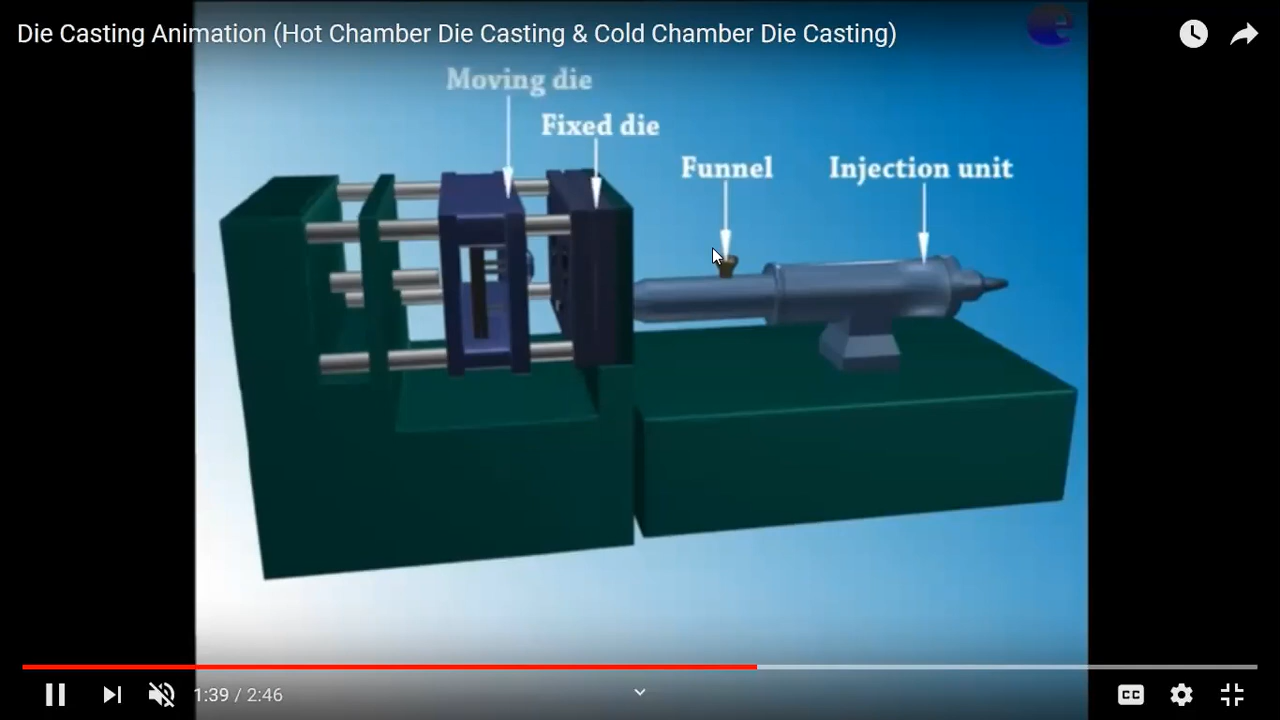 Die Casting Animation (Hot Chamber Die Casting & Cold Chamber Die Casting)
Moving die
Fixed die
Funnel
Injection unit
1:39 / 2:46
CC